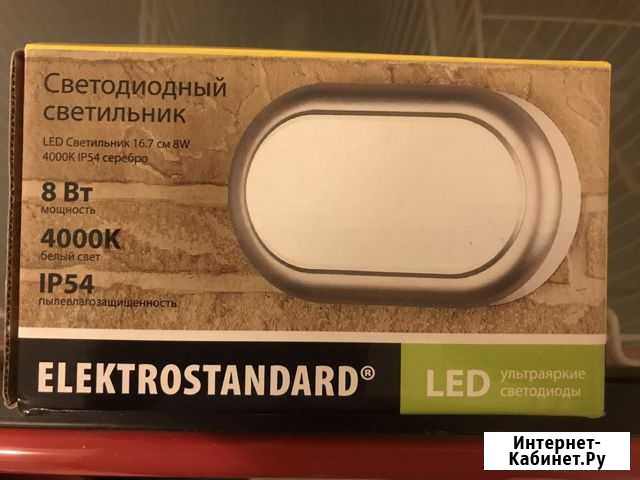 Светодиодный
светильник
LED Светильник 16.7 см 8W
4000K IP54 серебро
8 Вт
мощность
4000K
белый свет
IP54
пылевлагозащищенность
ELEKTROSTANDARD®
LED
ультраяркие
светодиоды
Интернет-
Кабинет.Ру